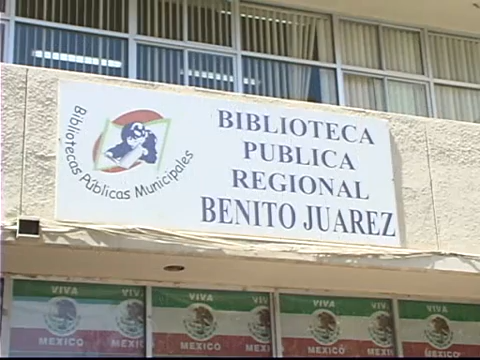 Bibliotecas Públicas Municipales
BIBLIOTECA
PUBLICA
REGIONAL
BENITO JUAREZ
VIVA VIVA VIVA VIVA
MEXICO MEXICO MEXICO MEXICO